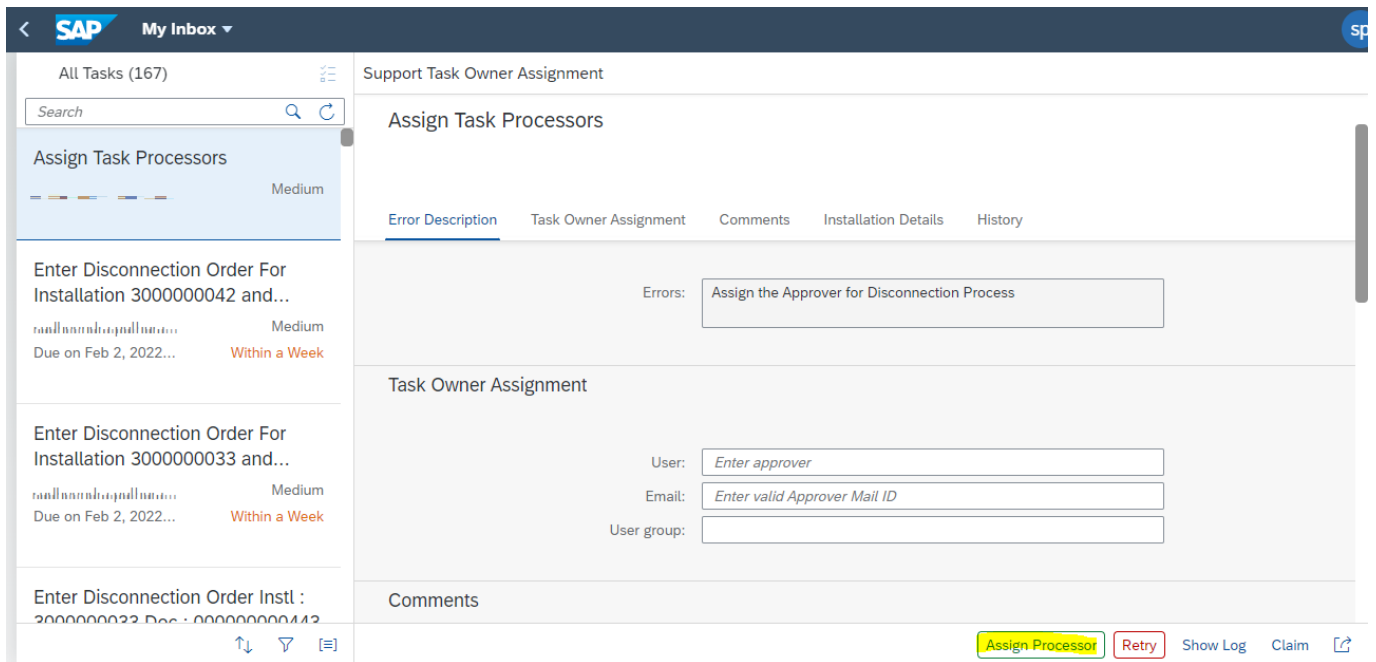 SAP My Inbox
sp
All Tasks (167)
Search
Assign Task Processors
Medium
Enter Disconnection Order For
Installation 3000000042 and...
Medium
Due on Feb 2, 2022... Within a Week
Enter Disconnection Order For
Installation 3000000033 and...
Medium
Due on Feb 2, 2022... Within a Week
Enter Disconnection Order Instl :
3000000033 Doc : 000000000443
Support Task Owner Assignment
Assign Task Processors
Error Description Task Owner Assignment Comments Installation Details History
Errors: Assign the Approver for Disconnection Process
Task Owner Assignment
User: Enter approver
Email: Enter valid Approver Mail ID
User group:
Comments
Assign Processor Retry Show Log Claim